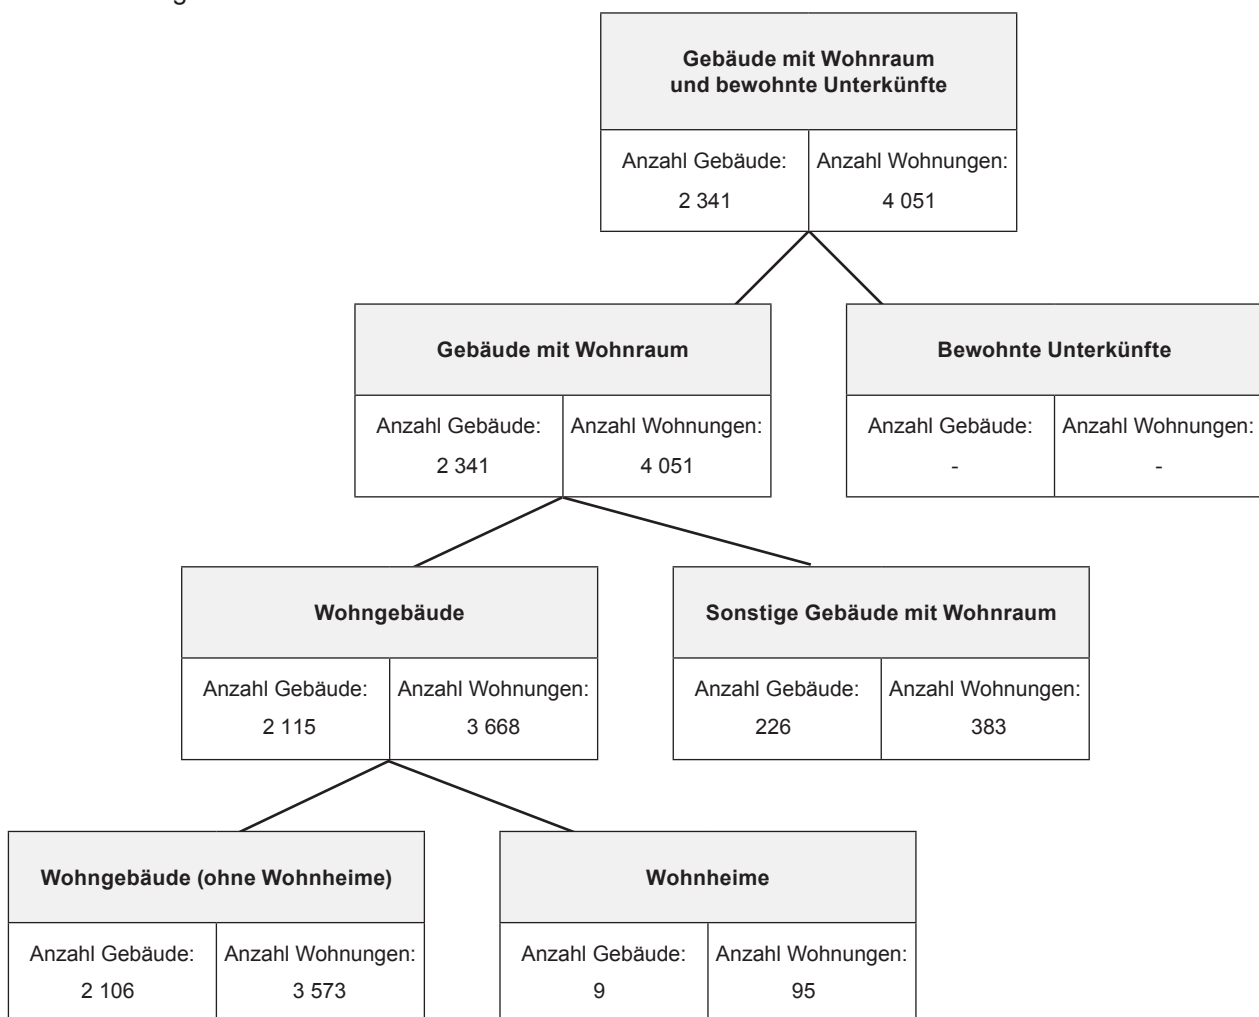 Gebäude mit Wohnraum
und bewohnte Unterkünfte
Anzahl Gebäude: Anzahl Wohnungen:
2 341 4 051
Gebäude mit Wohnraum
Anzahl Gebäude: Anzahl Wohnungen:
2 341 4 051
Bewohnte Unterkünfte
Anzahl Gebäude: Anzahl Wohnungen:
- -
Wohngebäude
Anzahl Gebäude: Anzahl Wohnungen:
2 115 3 668
Sonstige Gebäude mit Wohnraum
Anzahl Gebäude: Anzahl Wohnungen:
226 383
Wohngebäude (ohne Wohnheime)
Anzahl Gebäude: Anzahl Wohnungen:
2 106 3 573
Wohnheime
Anzahl Gebäude: Anzahl Wohnungen:
9 95